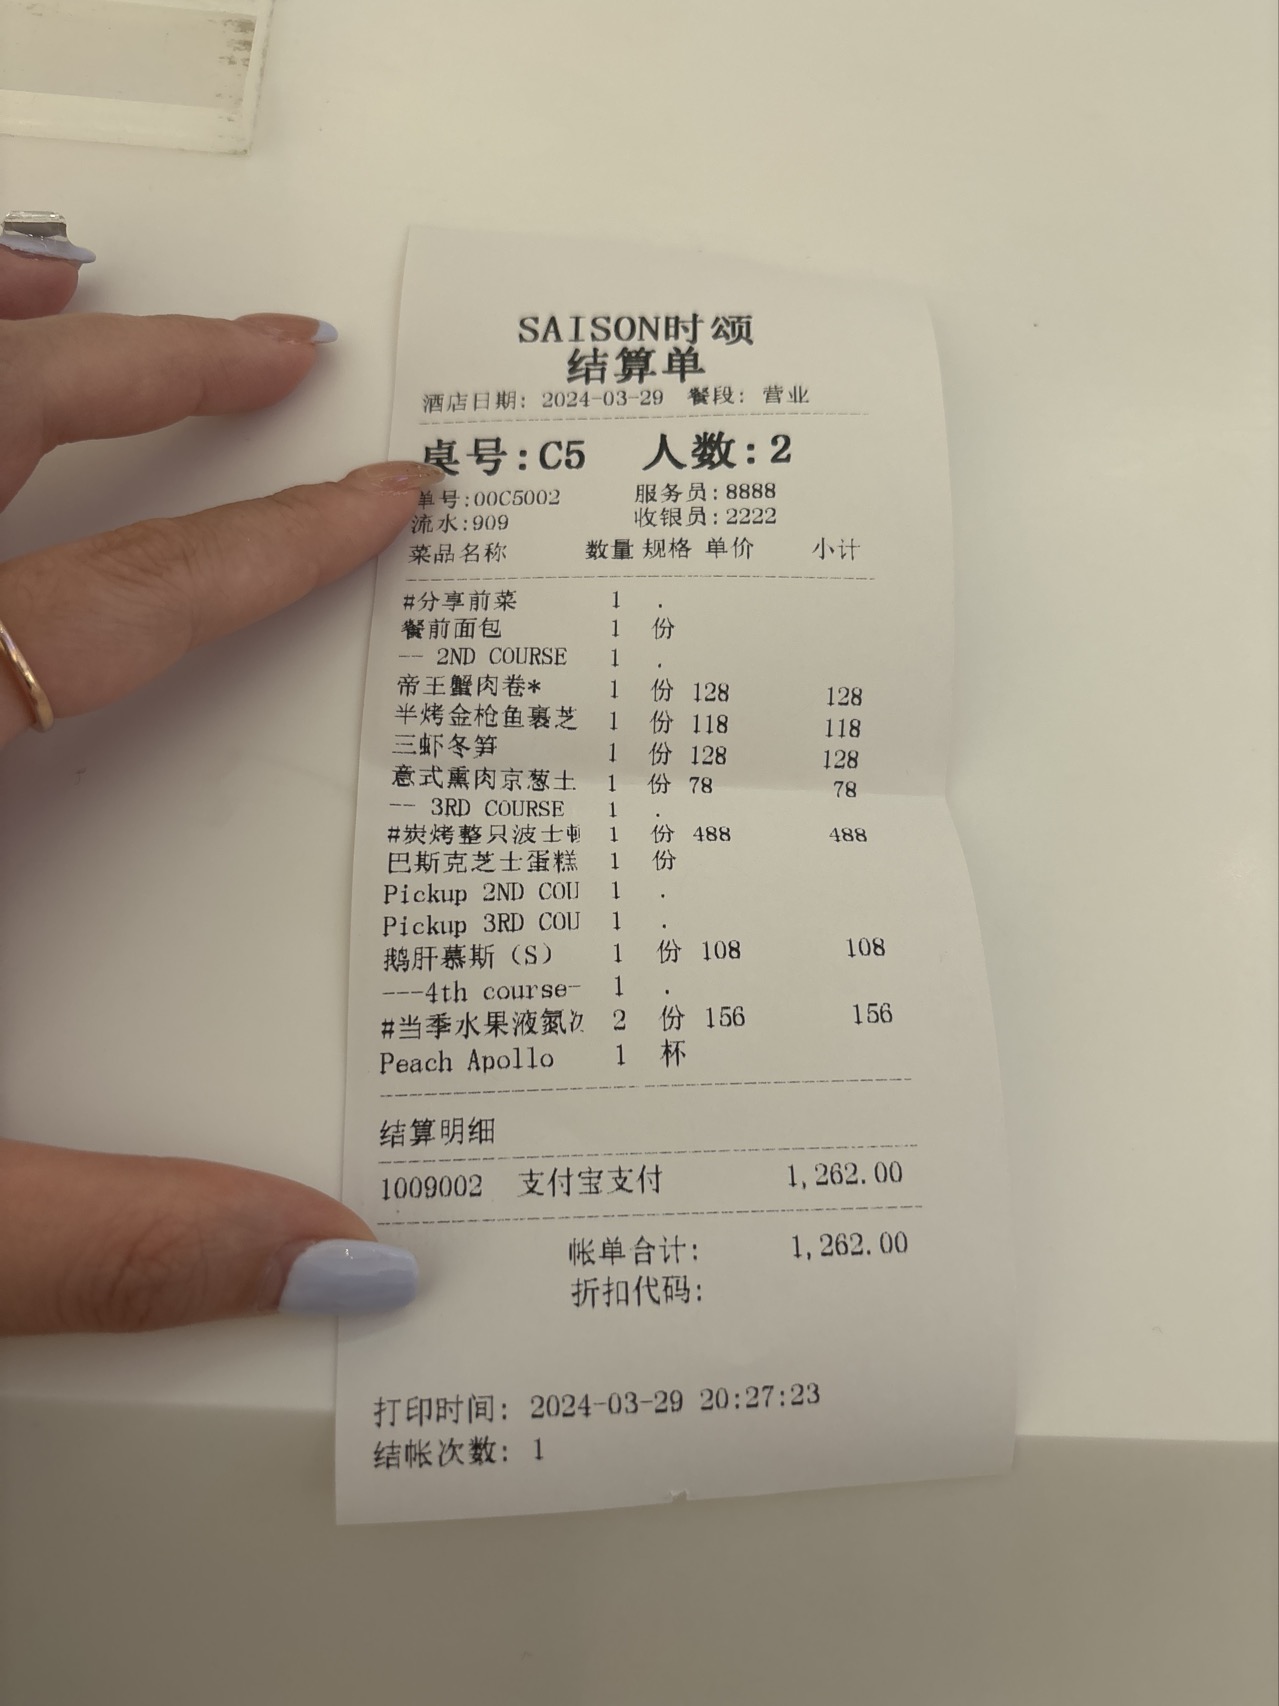 SAISON时颂
结算单
酒店日期: 2024-03-29 餐段: 营业
桌号:C5 人数:2
单号:00C5002 服务员:8888
流水:909 收银员:2222
菜品名称 数量 规格 单价 小计
#分享前菜 1 .
餐前面包 1 份
-- 2ND COURSE 1 .
帝王蟹肉卷* 1 份 128 128
半烤金枪鱼裹芝 1 份 118 118
三虾冬笋 1 份 128 128
意式熏肉京葱土 1 份 78 78
-- 3RD COURSE 1 .
#炭烤整只波士 1 份 488 488
巴斯克芝士蛋糕 1 份
Pickup 2ND COU 1 .
Pickup 3RD COU 1 .
鹅肝慕斯（S） 1 份 108 108
---4th course- 1 .
#当季水果液氮 2 份 156 156
Peach Apollo 1 杯
结算明细
1009002 支付宝支付 1,262.00
帐单合计: 1,262.00
折扣代码:
打印时间: 2024-03-29 20:27:23
结帐次数: 1